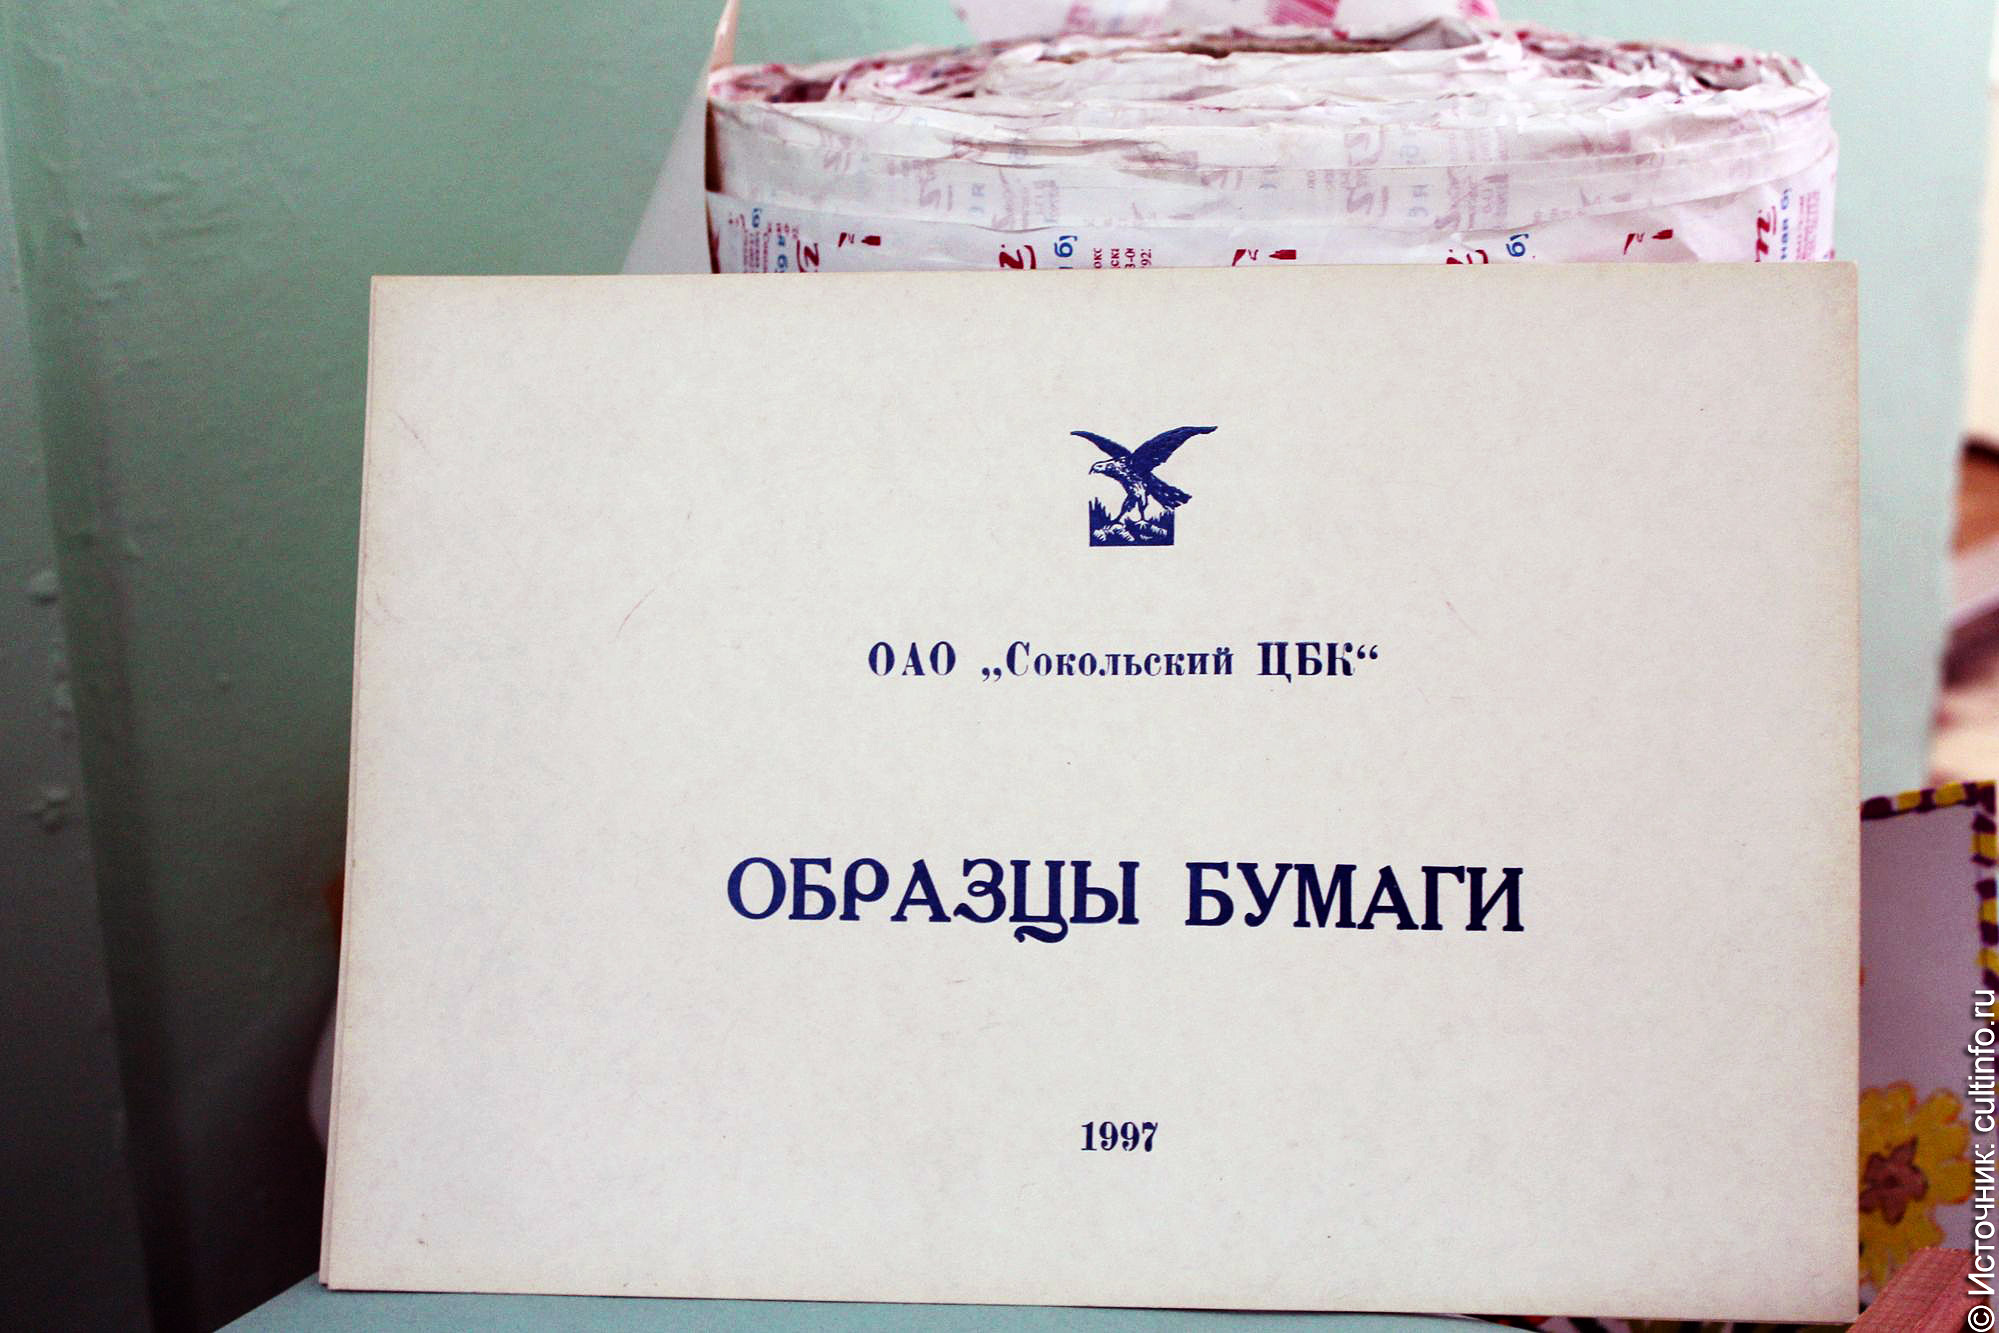 ОАО „Сокольский ЦБК“
ОБРАЗЦЫ БУМАГИ
1997
© Источник: cultinfo.ru